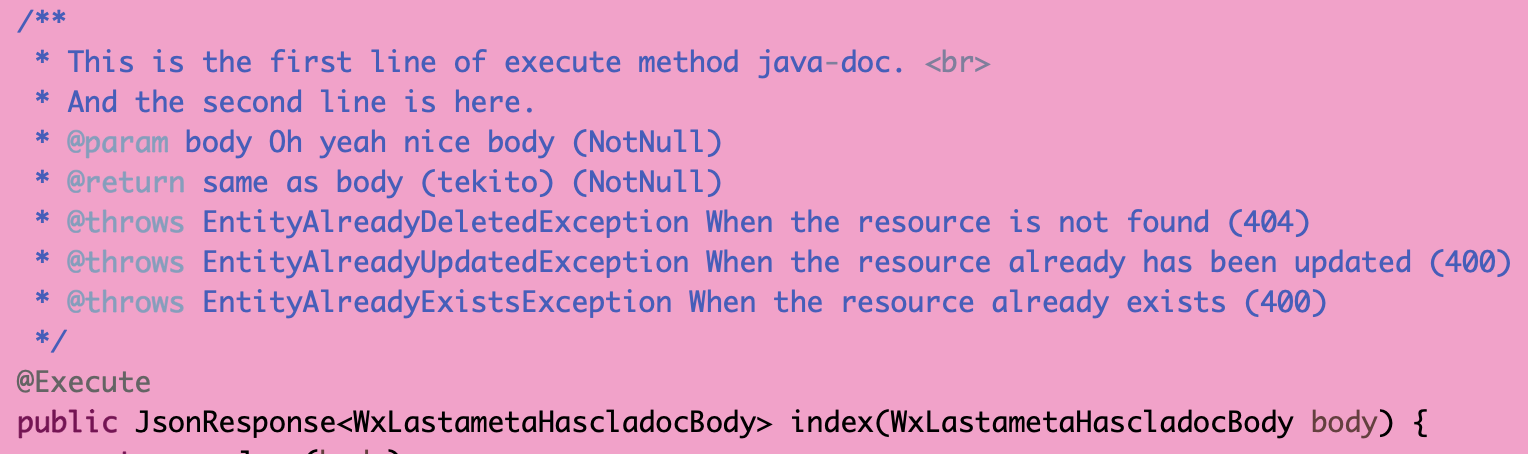 /**
 * This is the first line of execute method java-doc. <br>
 * And the second line is here.
 * @param body Oh yeah nice body (NotNull)
 * @return same as body (tekito) (NotNull)
 * @throws EntityAlreadyDeletedException When the resource is not found (404)
 * @throws EntityAlreadyUpdatedException When the resource already has been updated (400)
 * @throws EntityAlreadyExistsException When the resource already exists (400)
 */
@Execute
public JsonResponse<WxLastametaHascladocBody> index(WxLastametaHascladocBody body) {